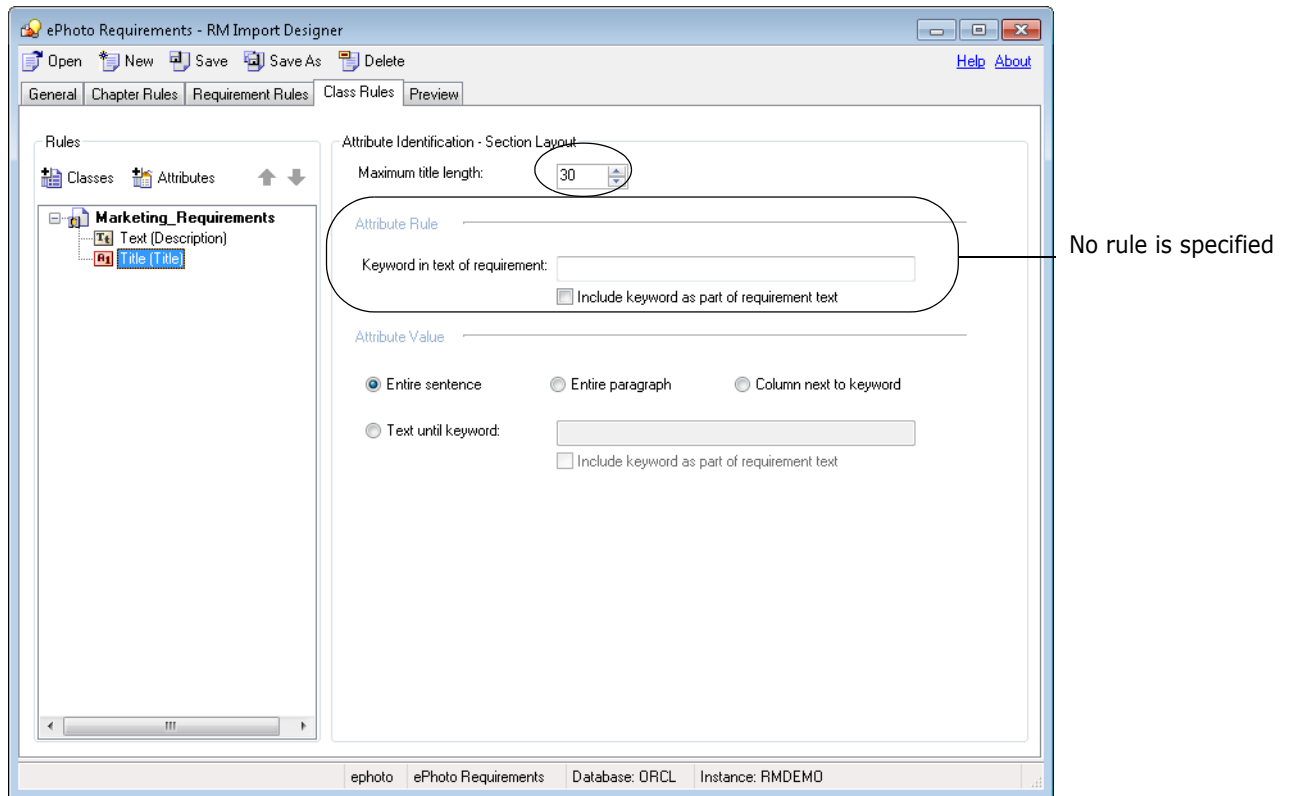 ePhoto Requirements - RM Import Designer
Open New Save Save As Delete Help About
General Chapter Rules Requirement Rules Class Rules Preview
Rules
Classes Attributes
Marketing_Requirements
Text (Description)
Title (Title)
Attribute Identification - Section Layout
Maximum title length: 30
Attribute Rule
Keyword in text of requirement:
Include keyword as part of requirement text
No rule is specified
Attribute Value
Entire sentence Entire paragraph Column next to keyword
Text until keyword:
Include keyword as part of requirement text
ephoto ePhoto Requirements Database: ORCL Instance: RMDEMO